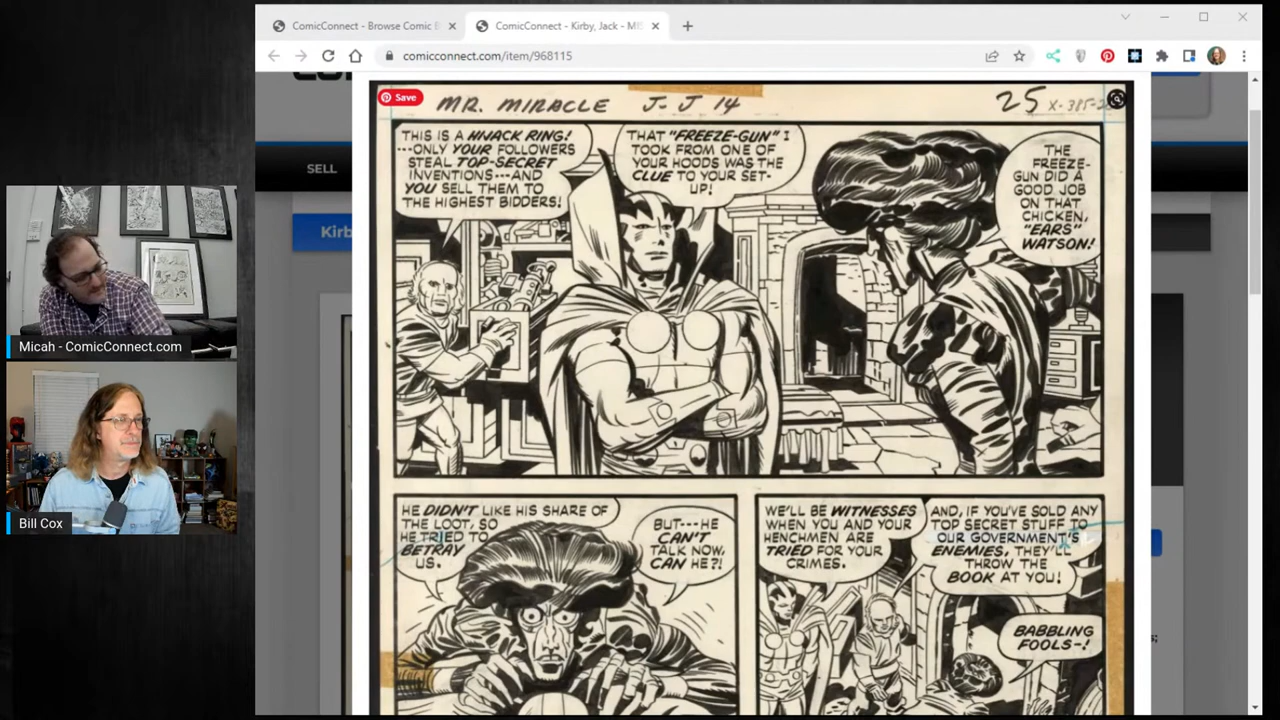 ComicConnect - Browse Comic B
ComicConnect - Kirby, Jack - MIS
comicconnect.com/item/968115
Save
MR. MIRACLE J-J 14 25 X-385-2
SELL
Kirb
THIS IS A HIJACK RING!
---ONLY YOUR FOLLOWERS
STEAL TOP-SECRET
INVENTIONS---AND
YOU SELL THEM TO
THE HIGHEST BIDDERS!
THAT "FREEZE-GUN" I
TOOK FROM ONE OF
YOUR HOODS WAS THE
CLUE TO YOUR SET-
UP!
THE
FREEZE-
GUN DID A
GOOD JOB
ON THAT
CHICKEN,
"EARS"
WATSON!
HE DIDN'T LIKE HIS SHARE OF
THE LOOT, SO
HE TRIED TO
BETRAY
US.
BUT---HE
CAN'T
TALK NOW,
CAN HE?!
WE'LL BE WITNESSES
WHEN YOU AND YOUR
HENCHMEN ARE
TRIED FOR YOUR
CRIMES.
AND, IF YOU'VE SOLD ANY
TOP SECRET STUFF TO
OUR GOVERNMENT'S
ENEMIES, THEY'LL
THROW THE
BOOK AT YOU!
BABBLING
FOOLS-!
Micah - ComicConnect.com
Bill Cox